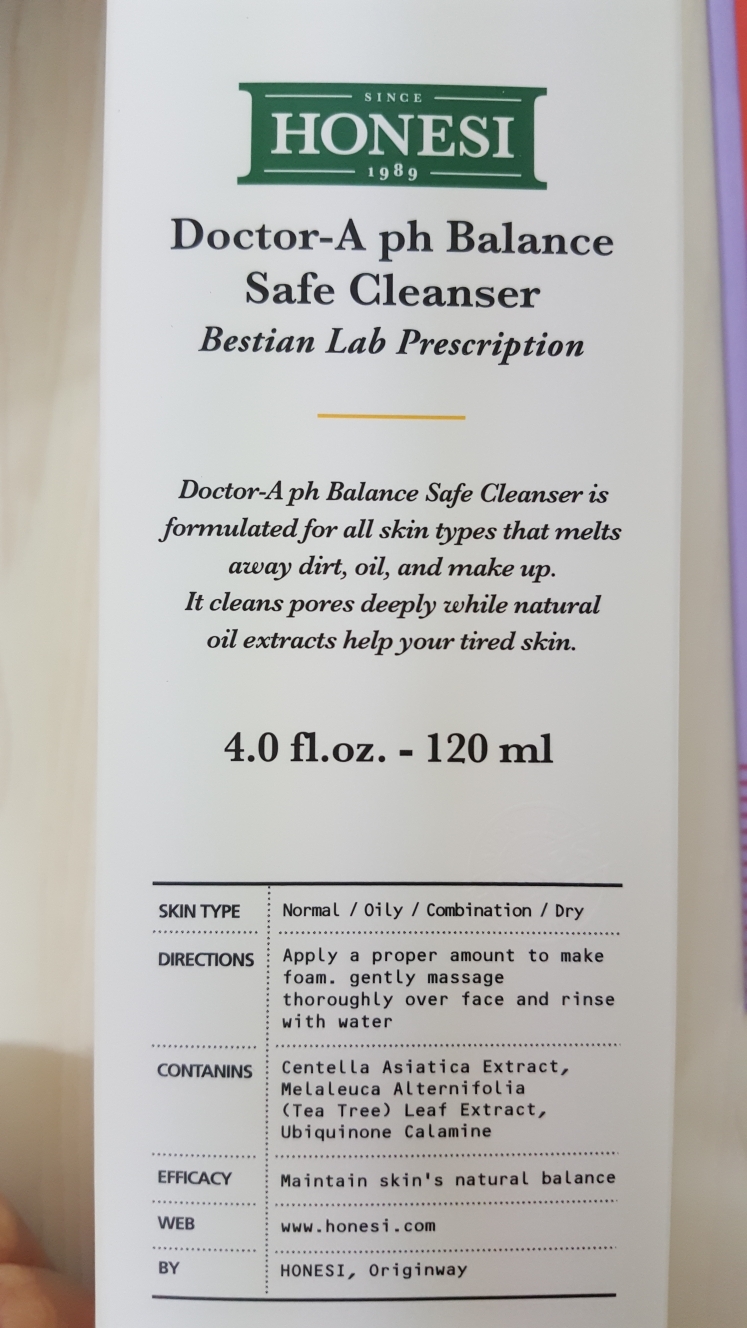 SINCE
HONESI
1989
Doctor-A ph Balance
Safe Cleanser
Bestian Lab Prescription
Doctor-A ph Balance Safe Cleanser is
formulated for all skin types that melts
away dirt, oil, and make up.
It cleans pores deeply while natural
oil extracts help your tired skin.
4.0 fl.oz. - 120 ml
SKIN TYPE Normal / Oily / Combination / Dry
DIRECTIONS Apply a proper amount to make
foam. gently massage
thoroughly over face and rinse
with water
CONTANINS Centella Asiatica Extract,
Melaleuca Alternifolia
(Tea Tree) Leaf Extract,
Ubiquinone Calamine
EFFICACY Maintain skin's natural balance
WEB www.honesi.com
BY HONESI, Originway